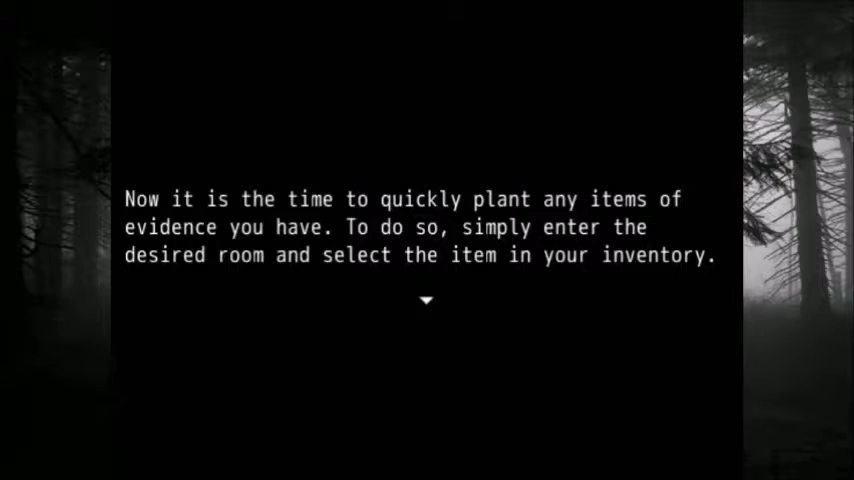 Now it is the time to quickly plant any items of
evidence you have. To do so, simply enter the
desired room and select the item in your inventory.